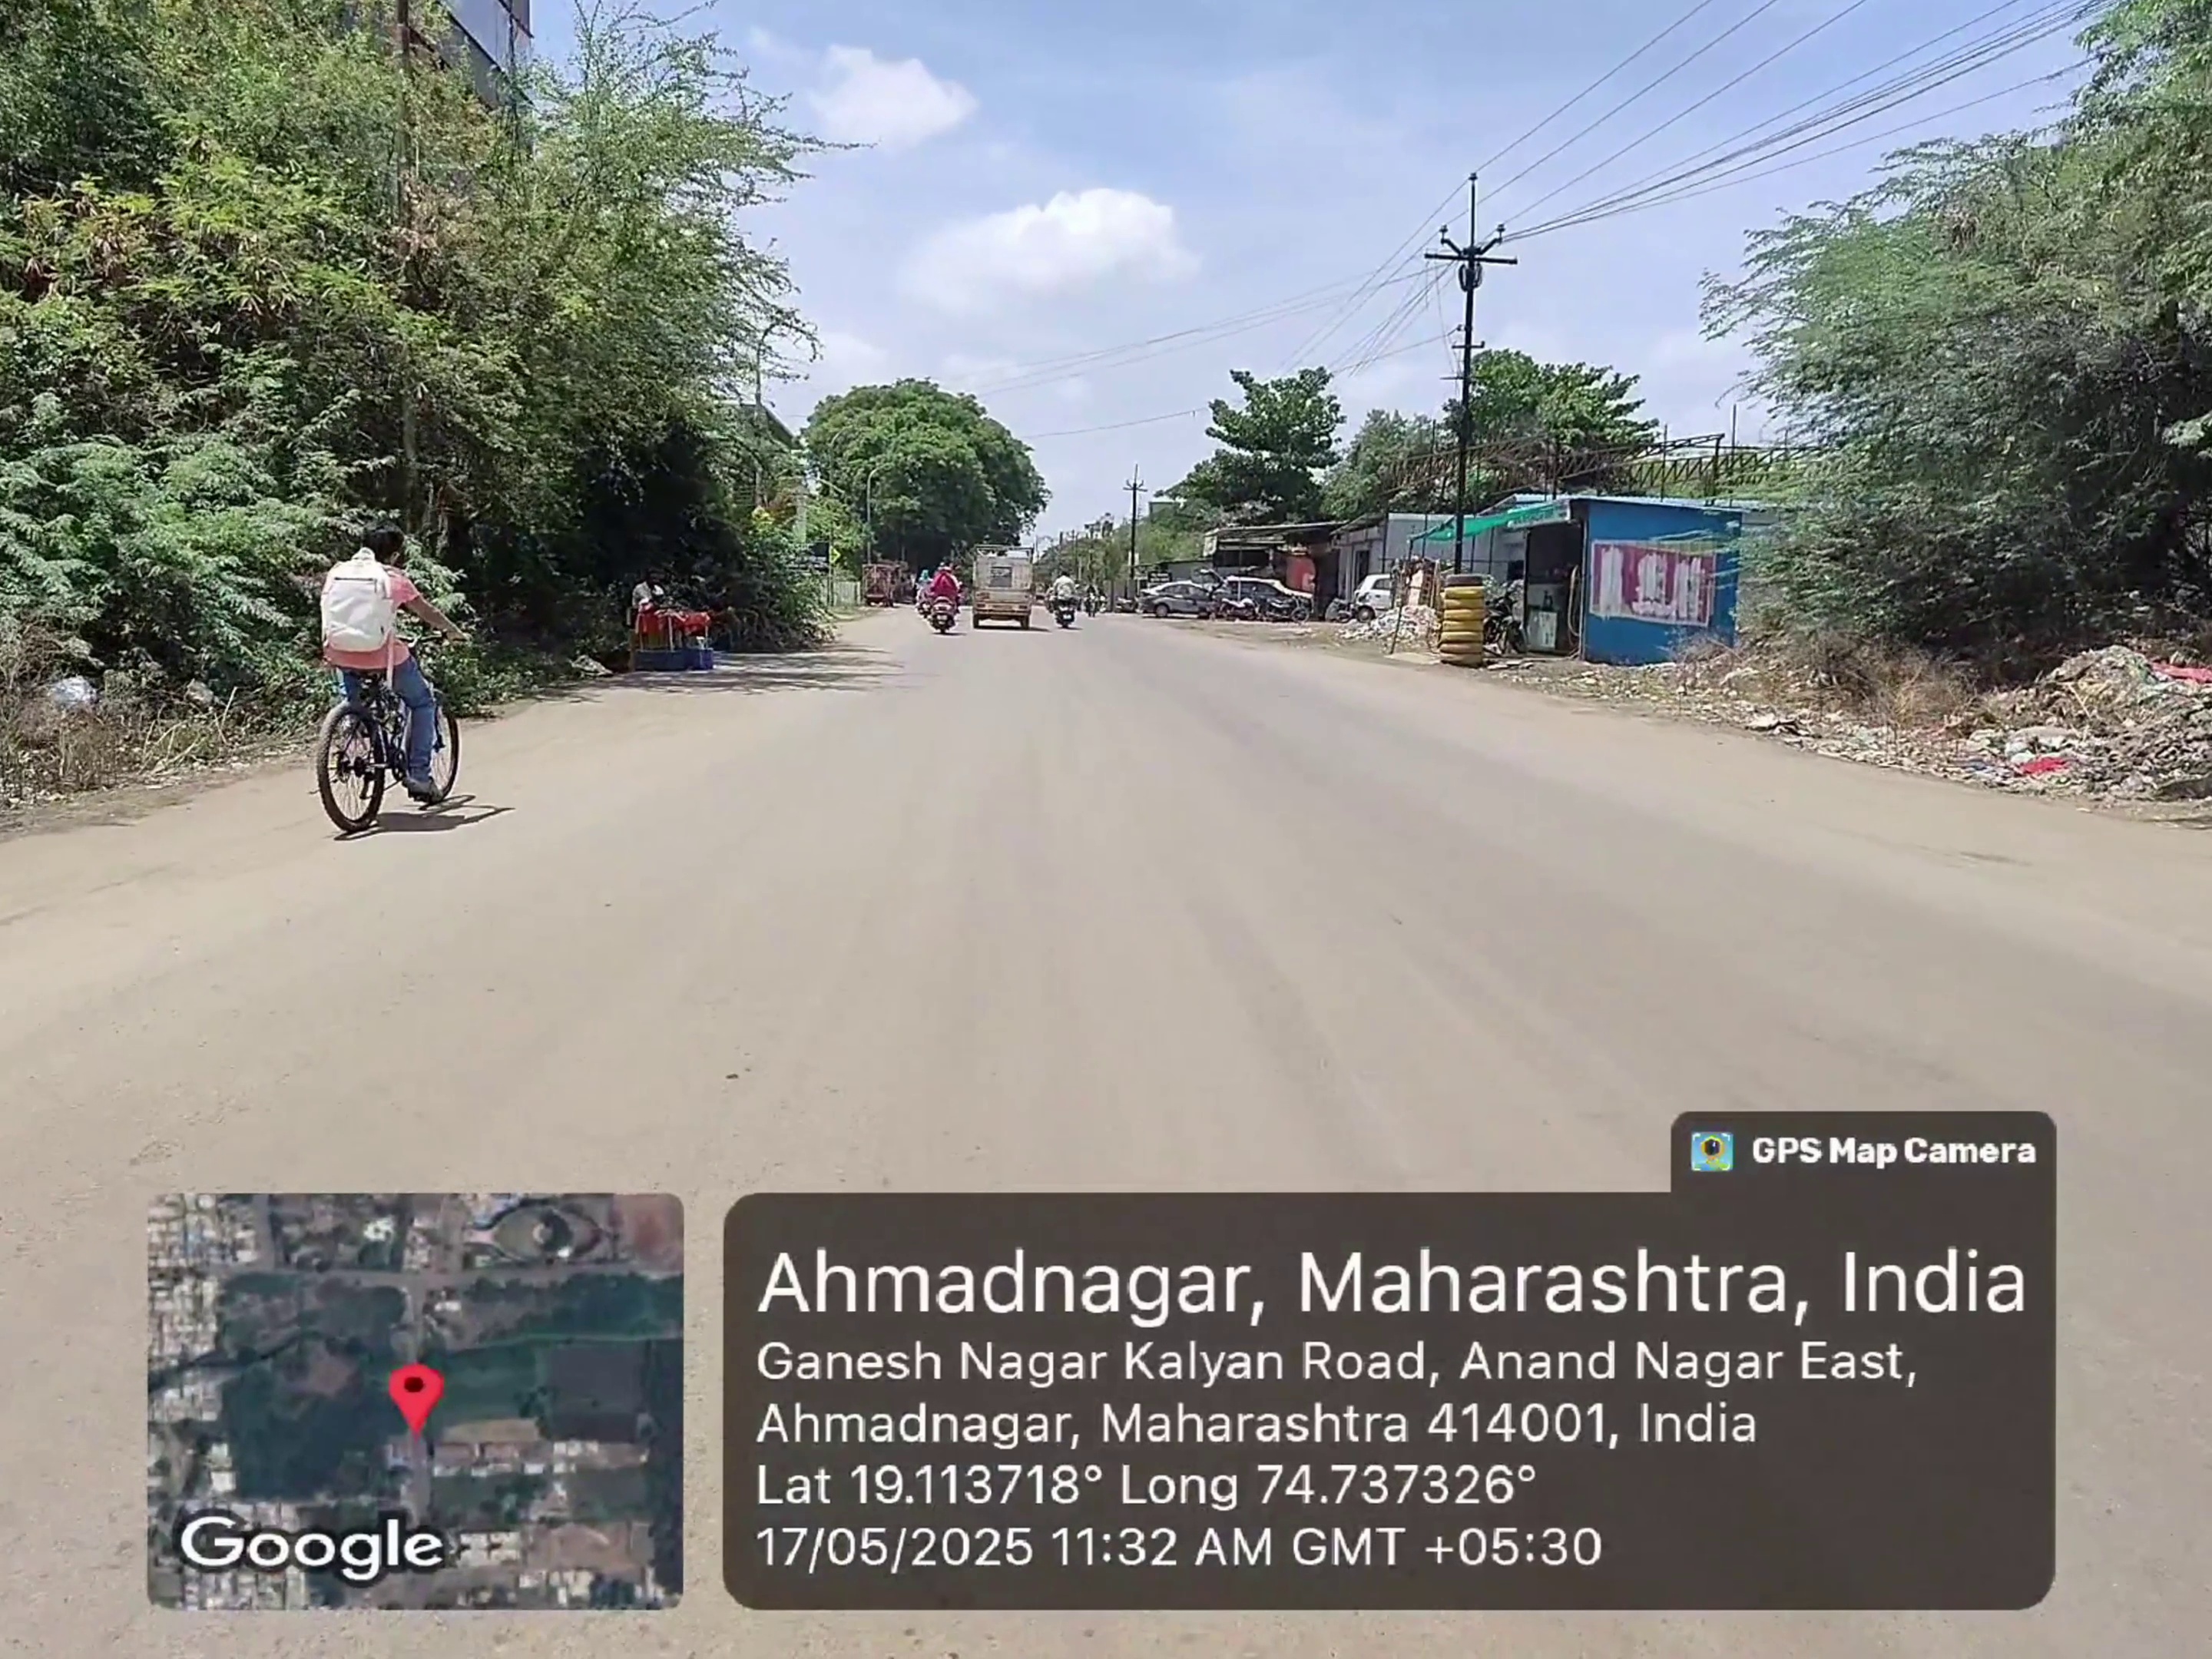 GPS Map Camera
Ahmadnagar, Maharashtra, India
Ganesh Nagar Kalyan Road, Anand Nagar East,
Ahmadnagar, Maharashtra 414001, India
Lat 19.113718° Long 74.737326°
17/05/2025 11:32 AM GMT +05:30
Google